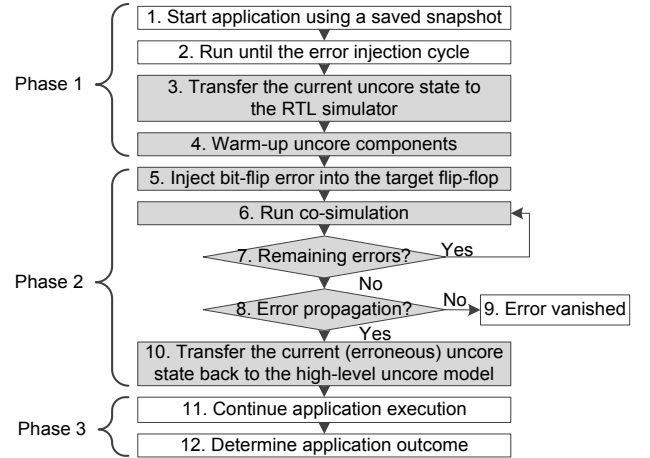 1. Start application using a saved snapshot
2. Run until the error injection cycle
Phase 1
3. Transfer the current uncore state to
the RTL simulator
4. Warm-up uncore components
5. Inject bit-flip error into the target flip-flop
6. Run co-simulation
7. Remaining errors?
Yes
No
Phase 2
8. Error propagation?
No
9. Error vanished
Yes
10. Transfer the current (erroneous) uncore
state back to the high-level uncore model
11. Continue application execution
Phase 3
12. Determine application outcome